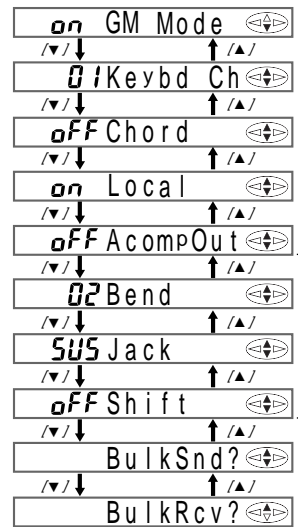 on GM Mode
[▼] [▲]
01 Keybd Ch
[▼] [▲]
oFF Chord
[▼] [▲]
on Local
[▼] [▲]
oFF AcompOut
[▼] [▲]
02 Bend
[▼] [▲]
SUS Jack
[▼] [▲]
oFF Shift
[▼] [▲]
BulkSnd?
[▼] [▲]
BulkRcv?